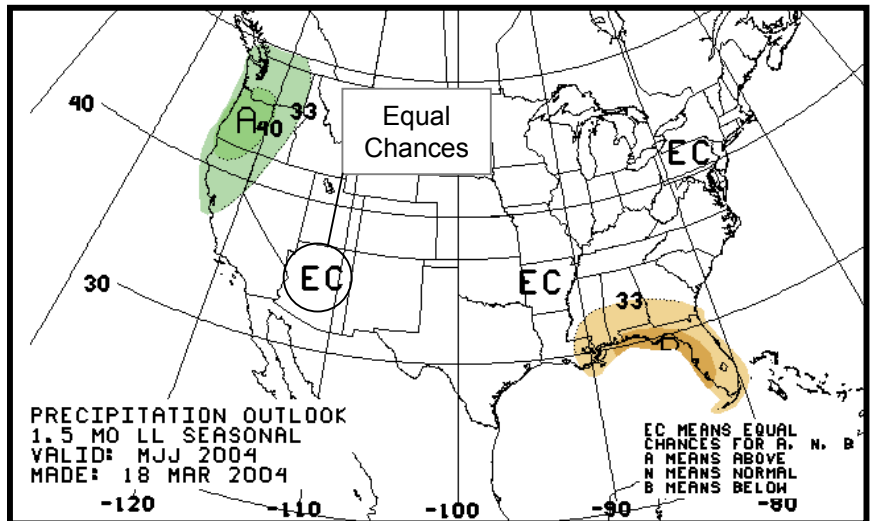 40
A40
33
Equal
Chances
EC
30
EC
EC
33
B
PRECIPITATION OUTLOOK
1.5 MO LL SEASONAL
VALID: MJJ 2004
MADE: 18 MAR 2004
EC MEANS EQUAL
CHANCES FOR A, N, B
A MEANS ABOVE
N MEANS NORMAL
B MEANS BELOW
-120
-110
-100
-90
-80